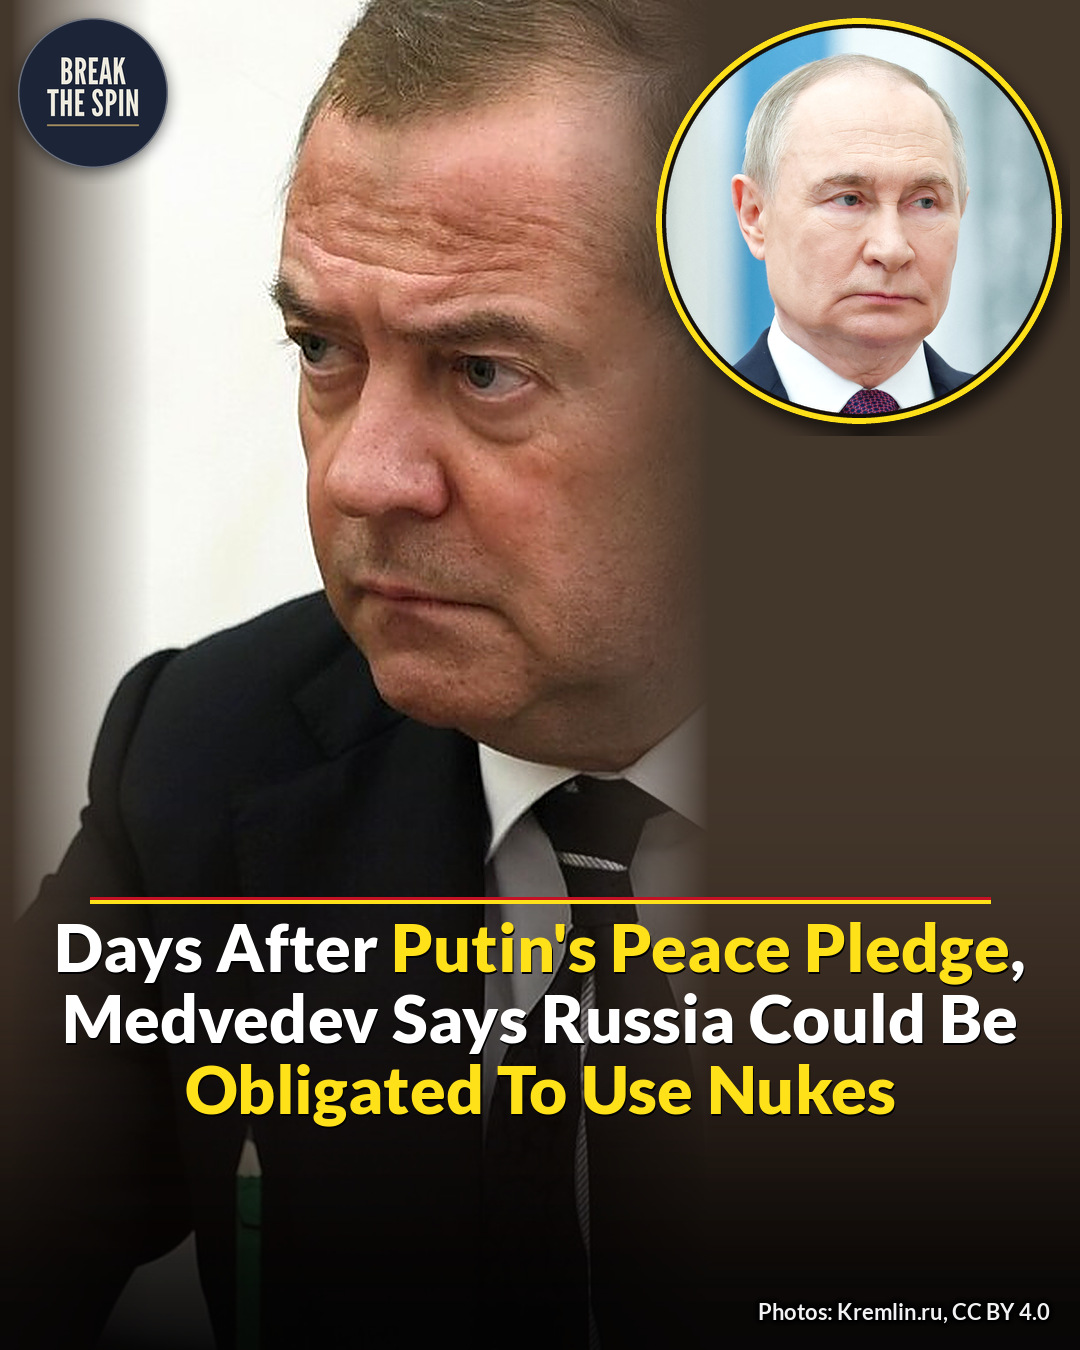 BREAK
THE SPIN
Days After Putin's Peace Pledge,
Medvedev Says Russia Could Be
Obligated To Use Nukes
Photos: Kremlin.ru, CC BY 4.0